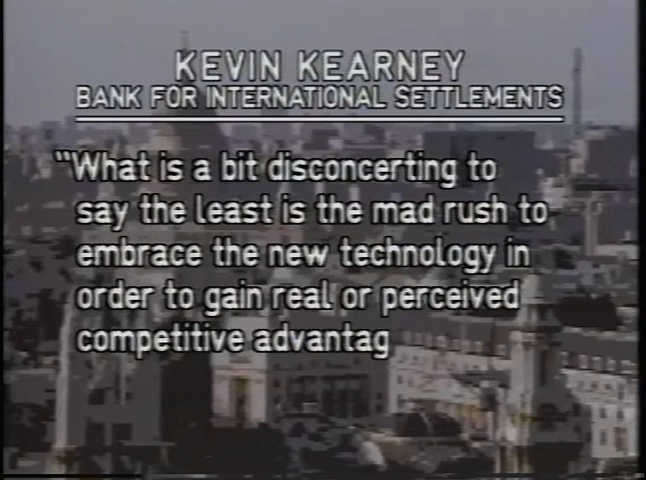 KEVIN KEARNEY
BANK FOR INTERNATIONAL SETTLEMENTS
"What is a bit disconcerting to
say the least is the mad rush to
embrace the new technology in
order to gain real or perceived
competitive advantag